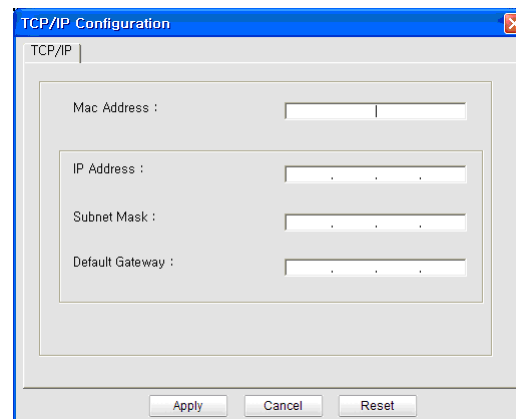 TCP/IP Configuration
TCP/IP
Mac Address :
IP Address :
. . .
Subnet Mask :
. . .
Default Gateway :
. . .
Apply Cancel Reset